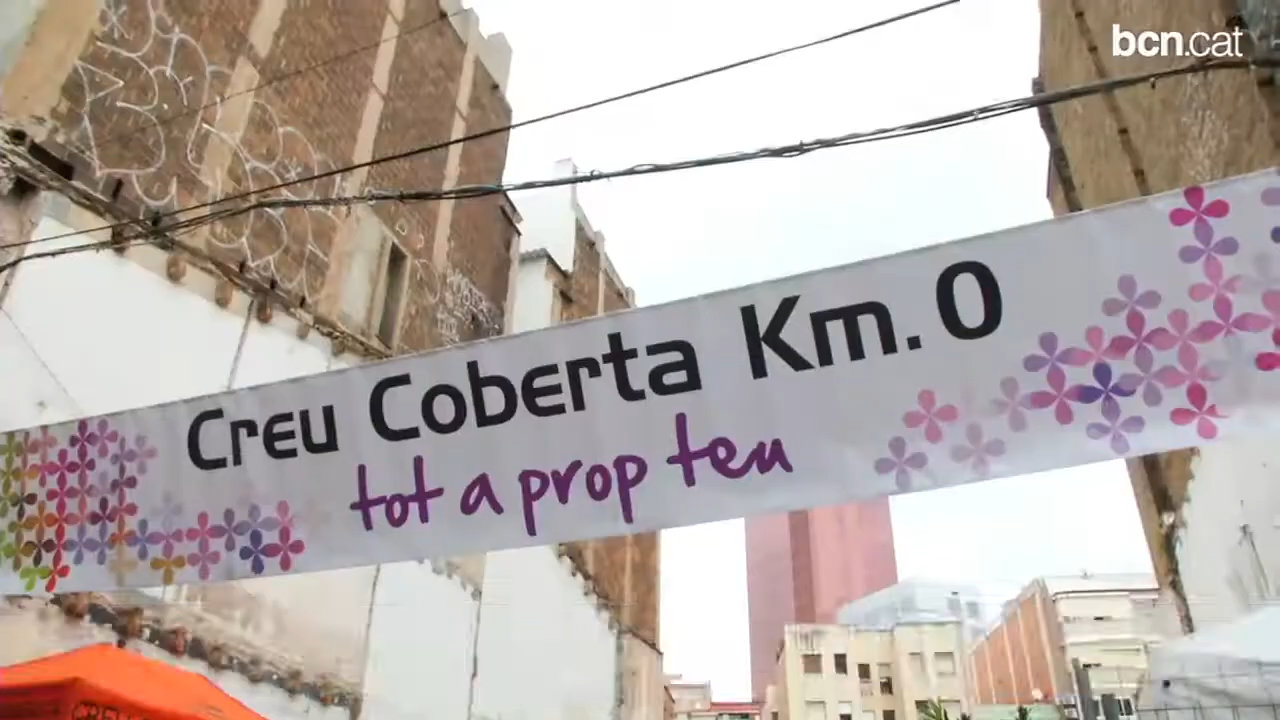 bcn.cat
Creu Coberta Km. 0
tot a prop teu